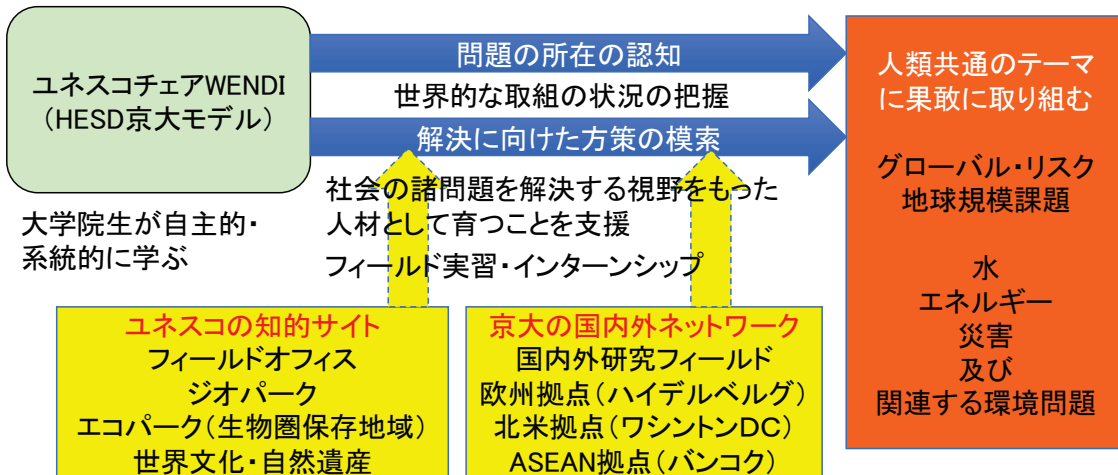 ユネスコチェアWENDI
(HESD京大モデル)
大学院生が自主的・
系統的に学ぶ
問題の所在の認知
世界的な取組の状況の把握
解決に向けた方策の模索
社会の諸問題を解決する視野をもった
人材として育つことを支援
フィールド実習・インターンシップ
ユネスコの知的サイト
フィールドオフィス
ジオパーク
エコパーク(生物圏保存地域)
世界文化・自然遺産
京大の国内外ネットワーク
国内外研究フィールド
欧州拠点(ハイデルベルグ)
北米拠点(ワシントンDC)
ASEAN拠点(バンコク)
人類共通のテーマ
に果敢に取り組む
グローバル・リスク
地球規模課題
水
エネルギー
災害
及び
関連する環境問題